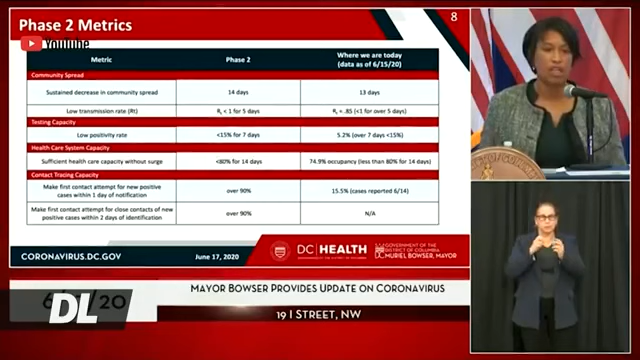 Phase 2 Metrics
8
YouTube
Metric
Phase 2
Where we are today
(data as of 6/15/20)
Community Spread
Sustained decrease in community spread
14 days
13 days
Low transmission rate (Rt)
Rt < 1 for 5 days
Rt = .85 (<1 for over 5 days)
Testing Capacity
Low positivity rate
<15% for 7 days
5.2% (over 7 days <15%)
Health Care System Capacity
Sufficient health care capacity without surge
<80% for 14 days
74.9% occupancy (less than 80% for 14 days)
Contact Tracing Capacity
Make first contact attempt for new positive
cases within 1 day of notification
over 90%
15.5% (cases reported 6/14)
Make first contact attempt for close contacts of new
positive cases within 2 days of identification
over 90%
N/A
CORONAVIRUS.DC.GOV
June 17, 2020
DC HEALTH
GOVERNMENT OF THE
DISTRICT OF COLUMBIA
DC MURIEL BOWSER, MAYOR
DL
/20
MAYOR BOWSER PROVIDES UPDATE ON CORONAVIRUS
19 I STREET, NW